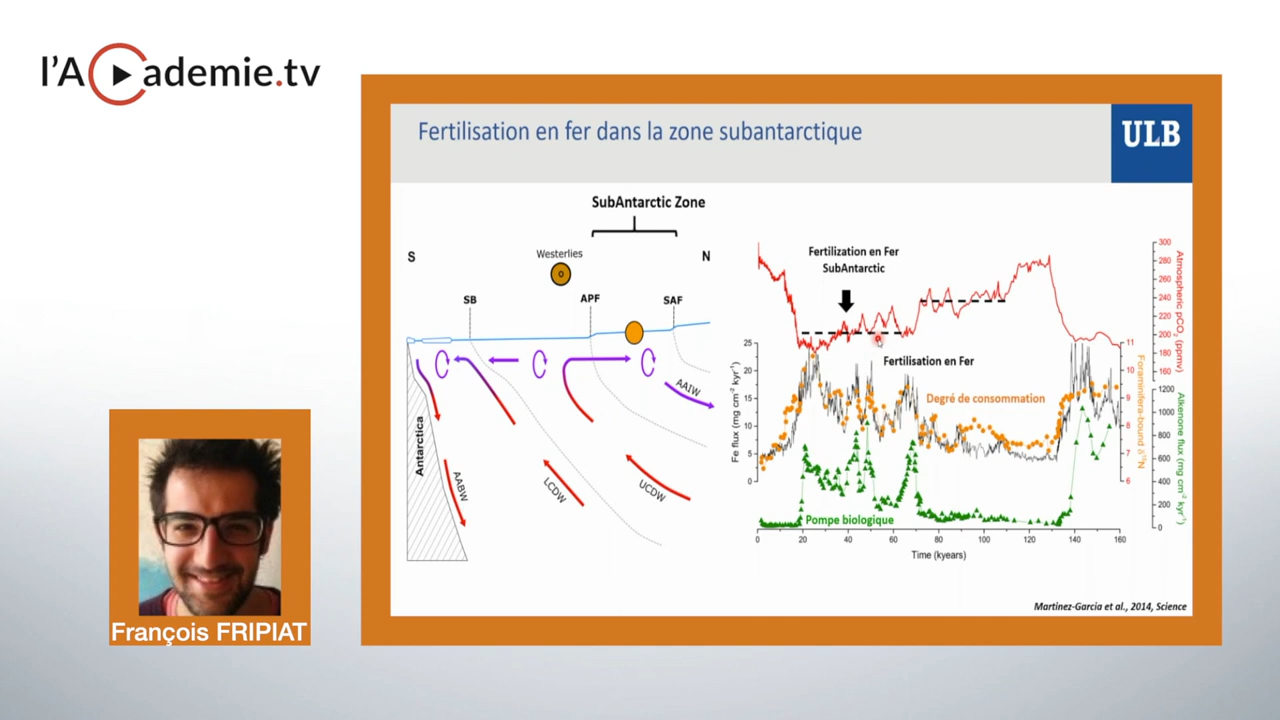 l'Academie.tv
Fertilisation en fer dans la zone subantarctique
ULB
SubAntarctic Zone
S
Westerlies
N
SB
APF
SAF
AAIW
Antarctica
AABW
LCDW
UCDW
Fertilization en Fer
SubAntarctic
Fertilisation en Fer
Degré de consommation
Pompe biologique
300
280
260
240
220
200
180
160
Atmospheric pCO2 (ppmv)
25
20
15
10
5
0
Fe flux (mg cm-2 kyr-1)
11
10
9
8
7
6
Foraminifera-bound δ15N
1200
1000
800
600
400
200
0
Alkenone flux (mg cm-2 kyr-1)
0 20 40 60 80 100 120 140 160
Time (kyears)
Martinez-Garcia et al., 2014, Science
François FRIPIAT